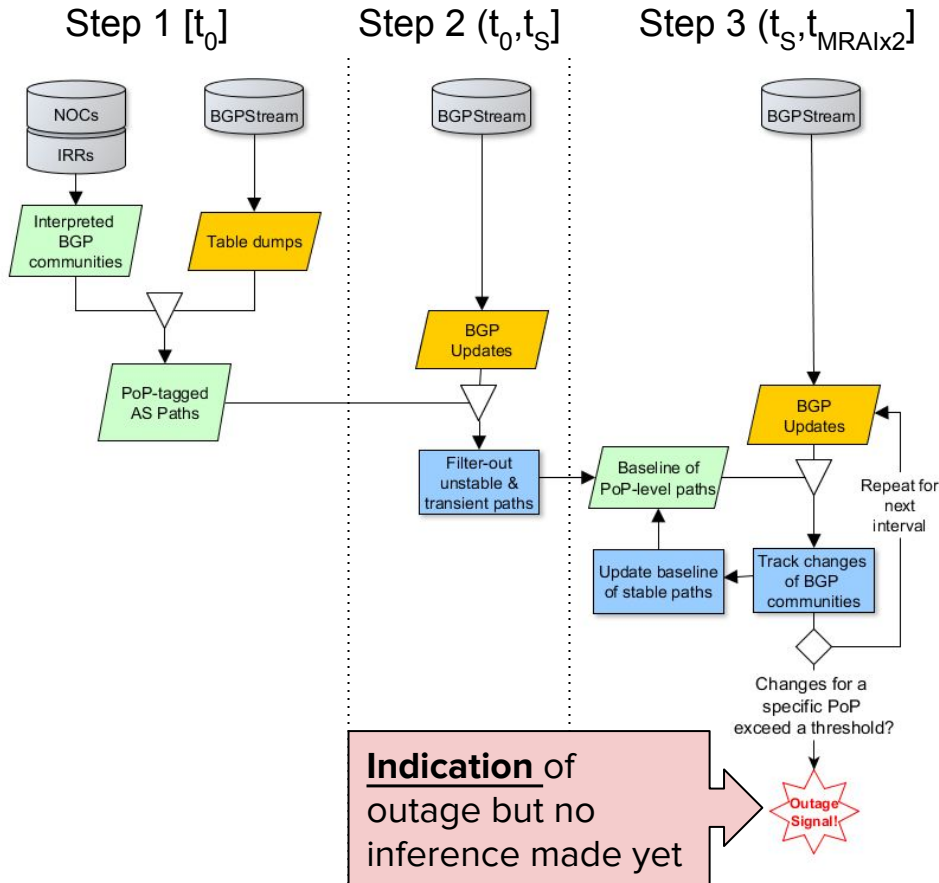 Step 1 [t0]
Step 2 (t0,tS]
Step 3 (tS,tMRAIx2]
NOCs
IRRs
BGPStream
BGPStream
BGPStream
Interpreted
BGP
communities
Table dumps
BGP
Updates
PoP-tagged
AS Paths
BGP
Updates
Filter-out
unstable &
transient paths
Baseline of
PoP-level paths
Repeat for
next
interval
Update baseline
of stable paths
Track changes
of BGP
communities
Changes for a
specific PoP
exceed a threshold?
Indication of
outage but no
inference made yet
Outage
Signal!